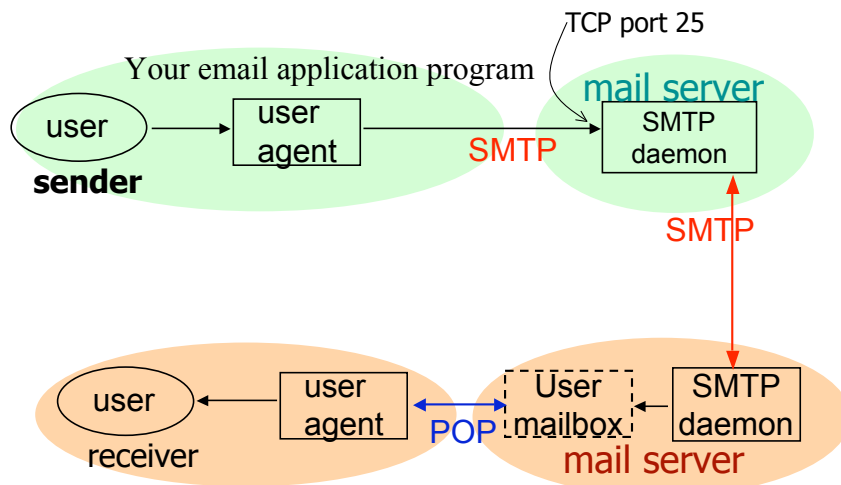 TCP port 25
Your email application program
mail server
user
user
agent
SMTP
daemon
SMTP
sender
SMTP
user
user
agent
User
mailbox
SMTP
daemon
POP
receiver
mail server